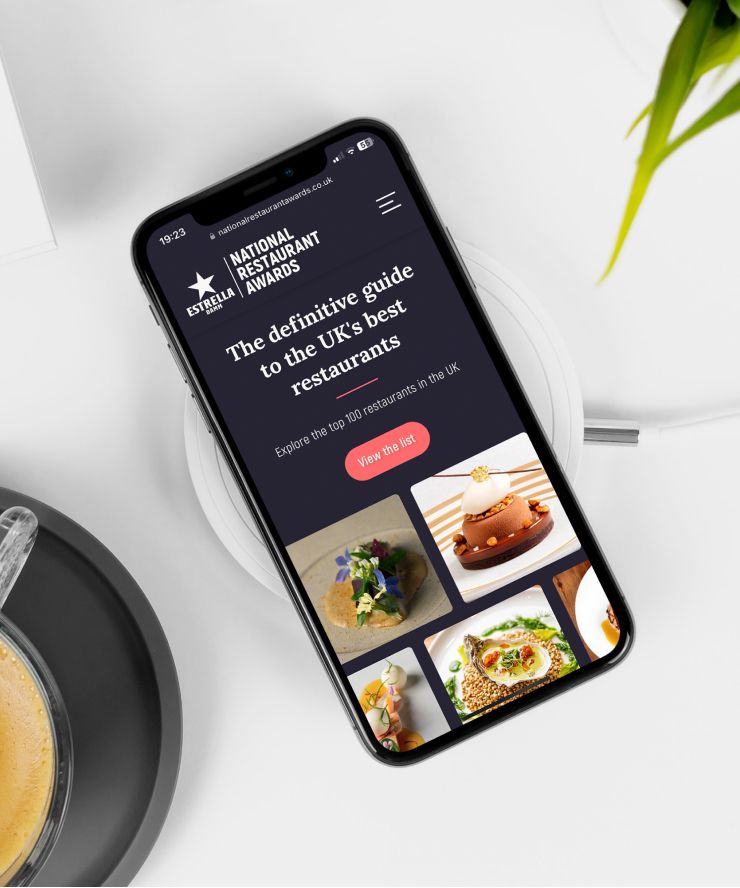 19:23
nationalrestaurantawards.co.uk
NATIONAL
RESTAURANT
AWARDS
ESTRELLA
DAMM
The definitive guide
to the UK's best
restaurants
Explore the top 100 restaurants in the UK
View the list